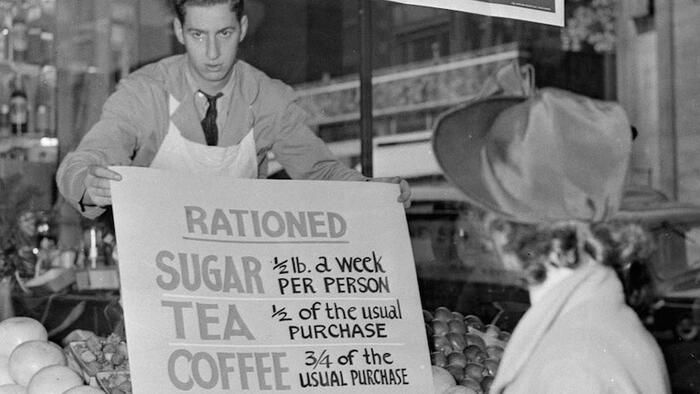 RATIONED
SUGAR ½ lb. a week
PER PERSON
TEA ½ of the usual
PURCHASE
COFFEE 3/4 of the
USUAL PURCHASE